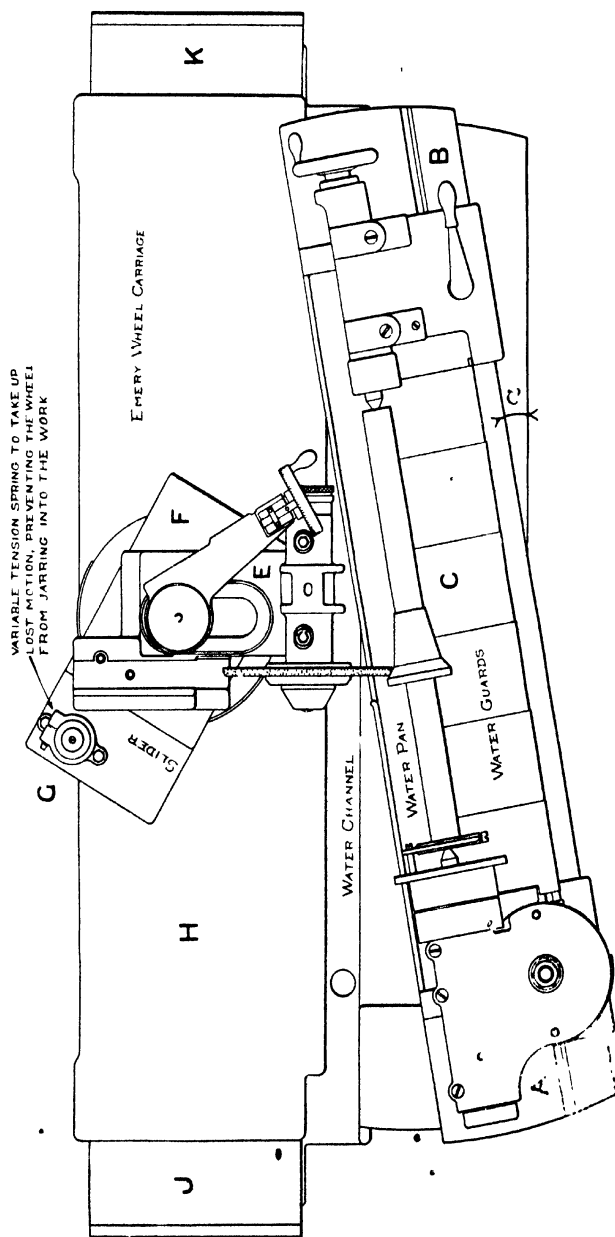 VARIABLE TENSION SPRING TO TAKE UP
LOST MOTION, PREVENTING THE WHEEL
FROM JARRING INTO THE WORK
K
EMERY WHEEL CARRIAGE
B
F
E
C
G
SLIDER
WATER PAN
WATER GUARDS
WATER CHANNEL
H
A
J